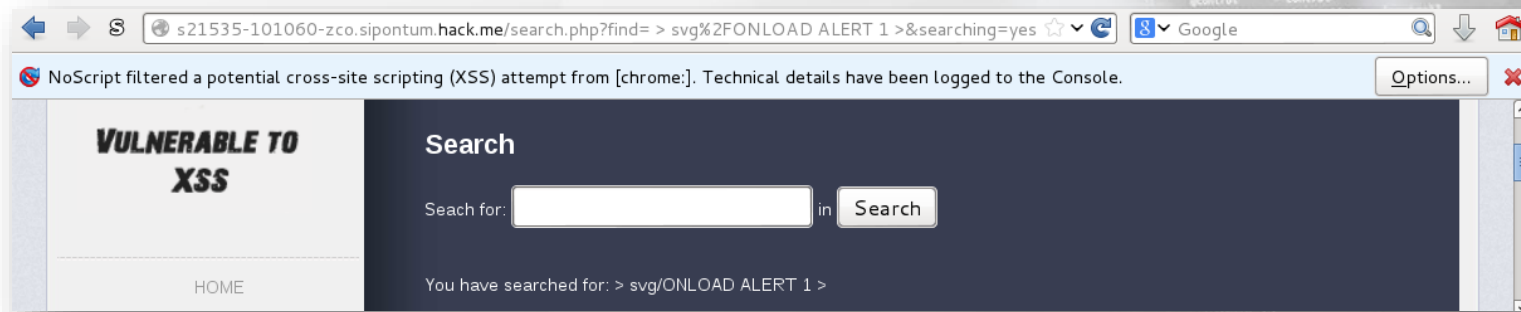 S s21535-101060-zco.sipontum.hack.me/search.php?find= > svg%2FONLOAD ALERT 1 >&searching=yes 8 Google
NoScript filtered a potential cross-site scripting (XSS) attempt from [chrome:]. Technical details have been logged to the Console. Options...
VULNERABLE TO
XSS
HOME
Search
Seach for: in Search
You have searched for: > svg/ONLOAD ALERT 1 >